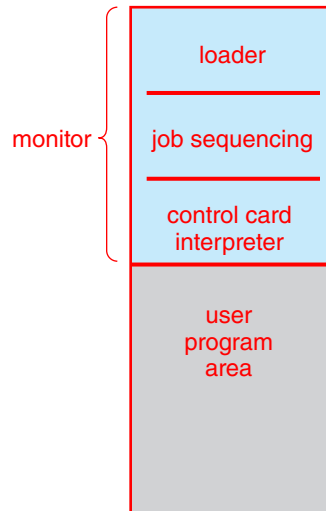 loader
monitor
job sequencing
control card
interpreter
user
program
area